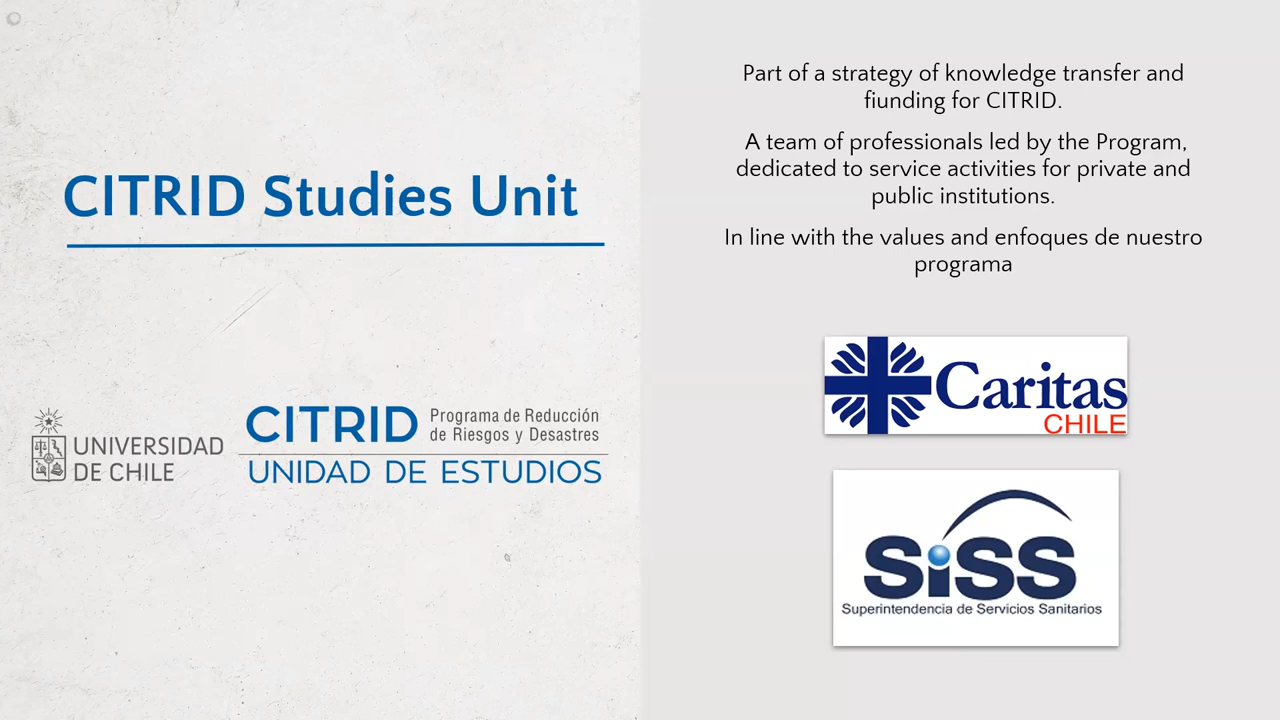 CITRID Studies Unit
UNIVERSIDAD
DE CHILE
CITRID
Programa de Reducción
de Riesgos y Desastres
UNIDAD DE ESTUDIOS
Part of a strategy of knowledge transfer and
fiunding for CITRID.
A team of professionals led by the Program,
dedicated to service activities for private and
public institutions.
In line with the values and enfoques de nuestro
programa
Caritas
CHILE
SiSS
Superintendencia de Servicios Sanitarios